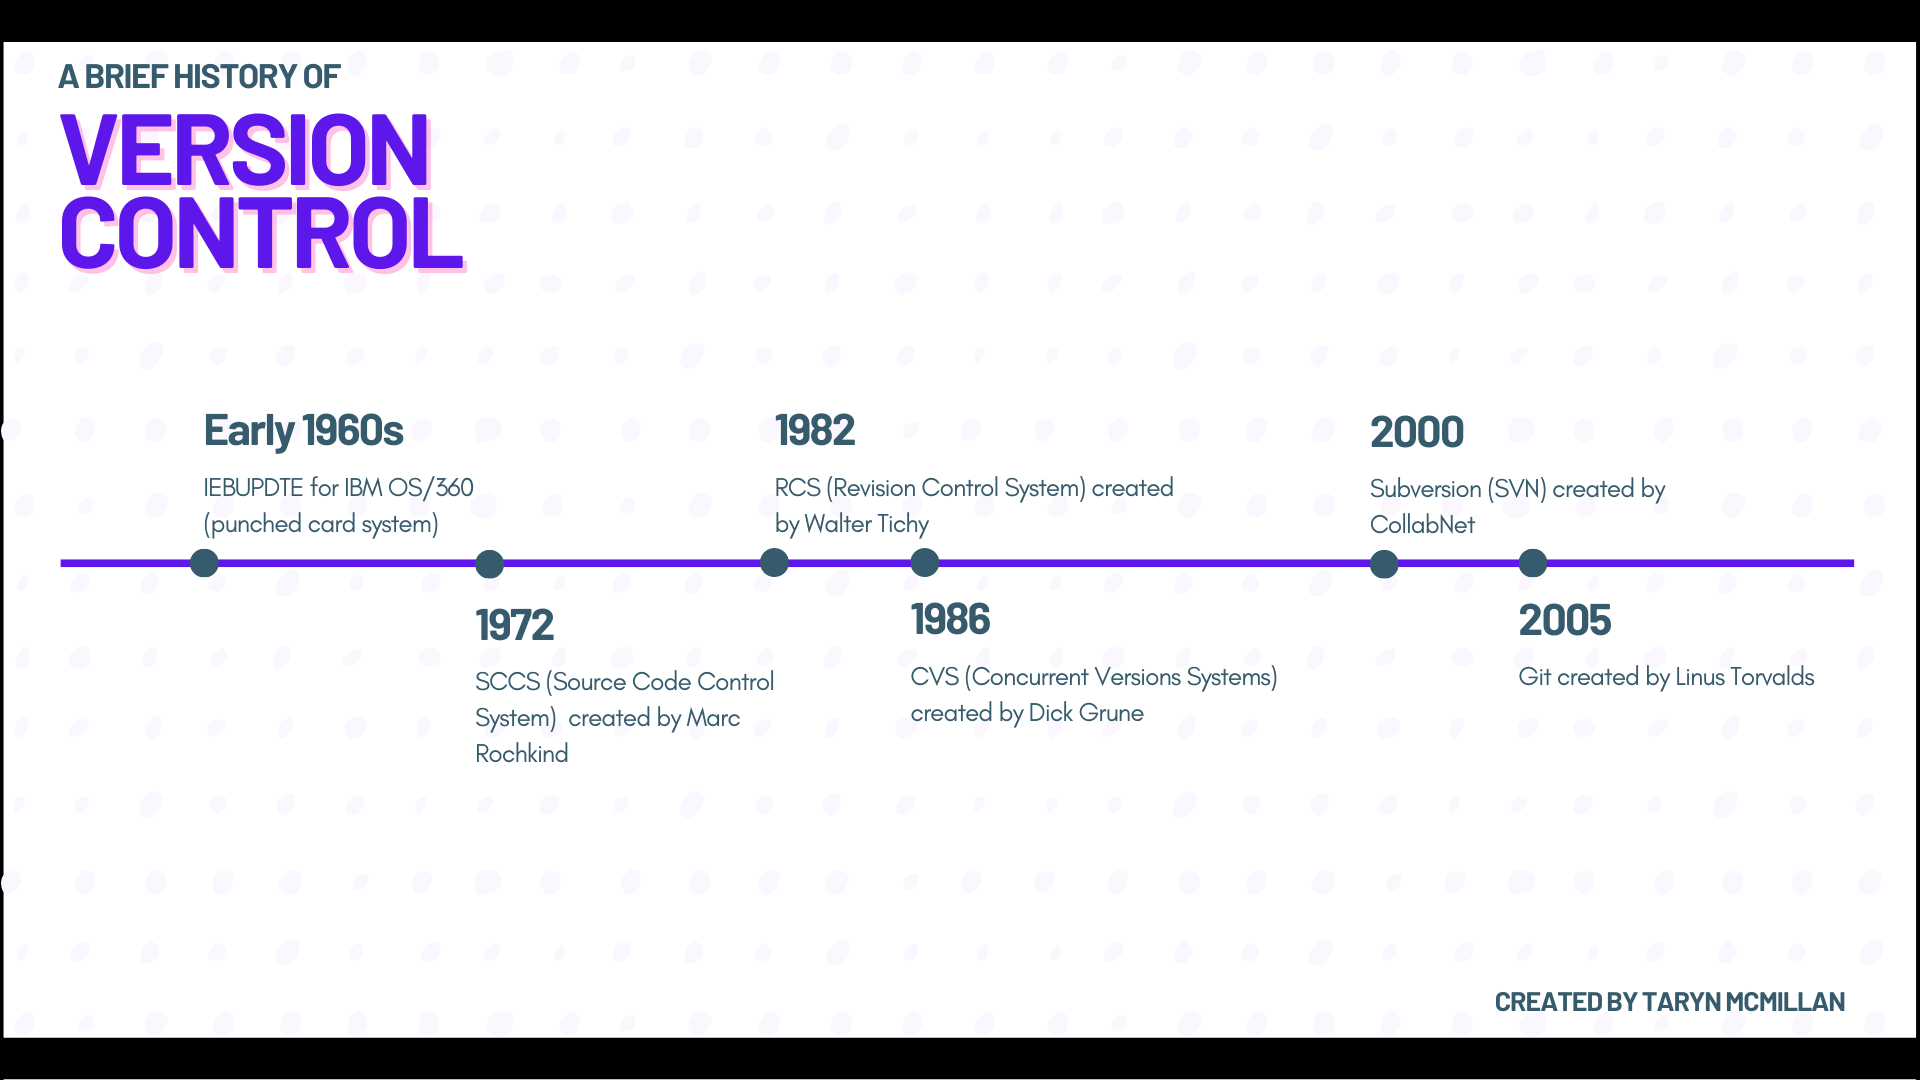 A BRIEF HISTORY OF
VERSION
CONTROL
Early 1960s
IEBUPDTE for IBM OS/360
(punched card system)
1972
SCCS (Source Code Control
System)  created by Marc
Rochkind
1982
RCS (Revision Control System) created
by Walter Tichy
1986
CVS (Concurrent Versions Systems)
created by Dick Grune
2000
Subversion (SVN) created by
CollabNet
2005
Git created by Linus Torvalds
CREATED BY TARYN MCMILLAN